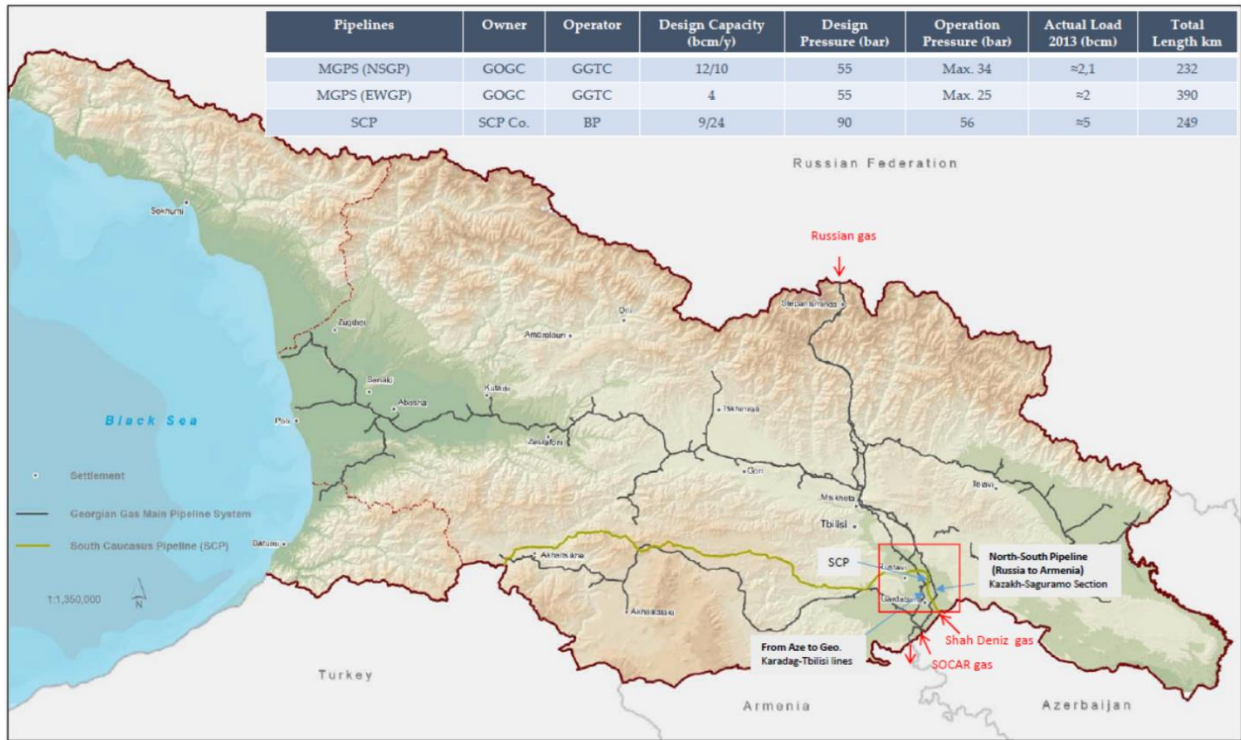 Pipelines Owner Operator Design Capacity (bcm/y) Design Pressure (bar) Operation Pressure (bar) Actual Load 2013 (bcm) Total Length km
MGPS (NSGP) GOGC GGTC 12/10 55 Max. 34 ≈2,1 232
MGPS (EWGP) GOGC GGTC 4 55 Max. 25 ≈2 390
SCP SCP Co. BP 9/24 90 56 ≈5 249
Russian Federation
Sokhumi
Russian gas
Stepantsminda
Zugdidi
Oni
Ambrolauri
Senaki
Kutaisi
Abasha
Tskhinvali
Black Sea
Poti
Zestafoni
Gori
Telavi
Settlement
Mtskheta
Georgian Gas Main Pipeline System
Tbilisi
South Caucasus Pipeline (SCP)
Batumi
Akhaltsikhe
SCP
Rustavi
North-South Pipeline
(Russia to Armenia)
Kazakh-Saguramo Section
1:1,350,000
N
Akhalkalaki
Gardabani
Shah Deniz gas
From Aze to Geo.
Karadag-Tbilisi lines
SOCAR gas
Turkey
Armenia
Azerbaijan